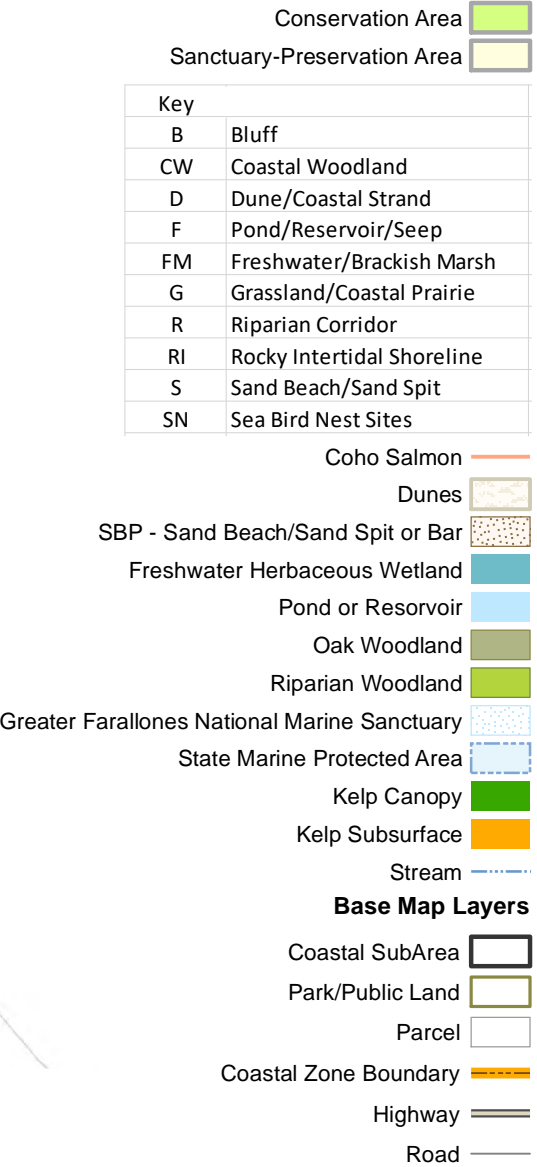 Conservation Area
Sanctuary-Preservation Area
Key
B Bluff
CW Coastal Woodland
D Dune/Coastal Strand
F Pond/Reservoir/Seep
FM Freshwater/Brackish Marsh
G Grassland/Coastal Prairie
R Riparian Corridor
RI Rocky Intertidal Shoreline
S Sand Beach/Sand Spit
SN Sea Bird Nest Sites
Coho Salmon
Dunes
SBP - Sand Beach/Sand Spit or Bar
Freshwater Herbaceous Wetland
Pond or Resorvoir
Oak Woodland
Riparian Woodland
Greater Farallones National Marine Sanctuary
State Marine Protected Area
Kelp Canopy
Kelp Subsurface
Stream
Base Map Layers
Coastal SubArea
Park/Public Land
Parcel
Coastal Zone Boundary
Highway
Road